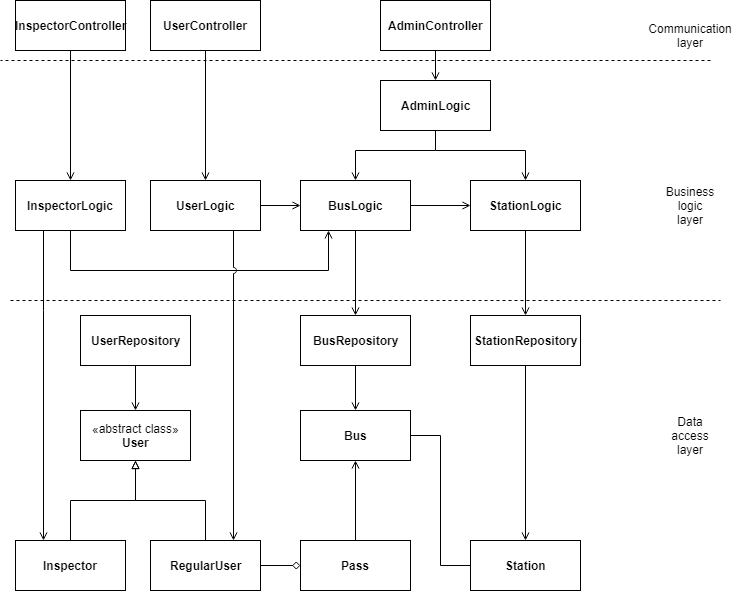 InspectorController
UserController
AdminController
Communication
layer
AdminLogic
InspectorLogic
UserLogic
BusLogic
StationLogic
Business
logic
layer
UserRepository
BusRepository
StationRepository
«abstract class»
User
Bus
Data
access
layer
Inspector
RegularUser
Pass
Station